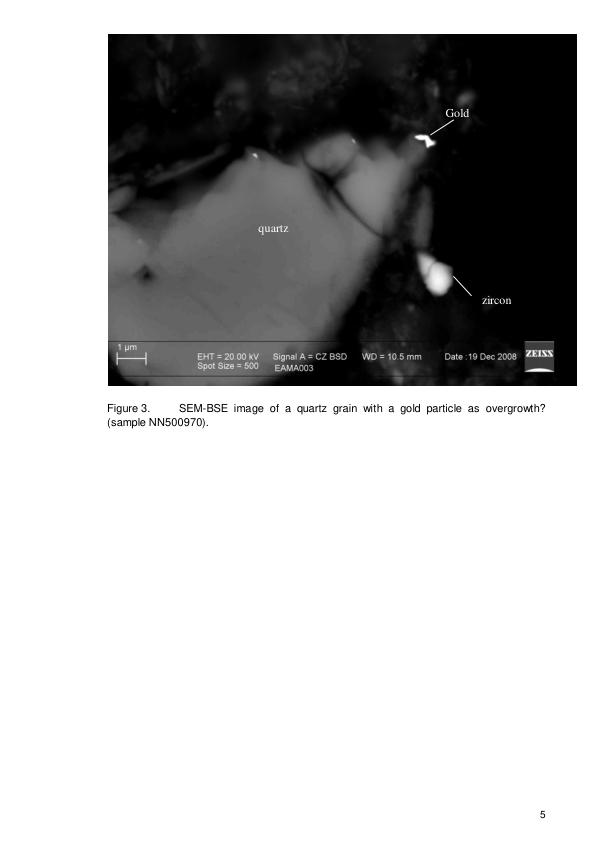 Gold
quartz
zircon
1 µm
EHT = 20.00 kV Signal A = CZ BSD WD = 10.5 mm Date :19 Dec 2008 ZEISS
Spot Size = 500 EAMA003
Figure 3. SEM-BSE image of a quartz grain with a gold particle as overgrowth?
(sample NN500970).
5